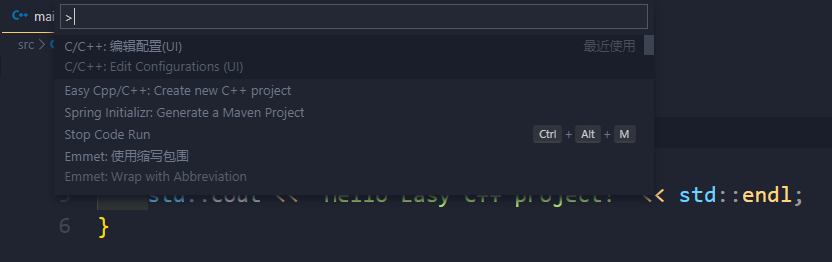 C++ mai
>
src >
C/C++: 编辑配置(UI)
最近使用
C/C++: Edit Configurations (UI)
Easy Cpp/C++: Create new C++ project
Spring Initializr: Generate a Maven Project
Stop Code Run
Ctrl + Alt + M
Emmet: 使用缩写包围
Emmet: Wrap with Abbreviation
5 std::cout << "Hello Easy C++ project!" << std::endl;
6 }